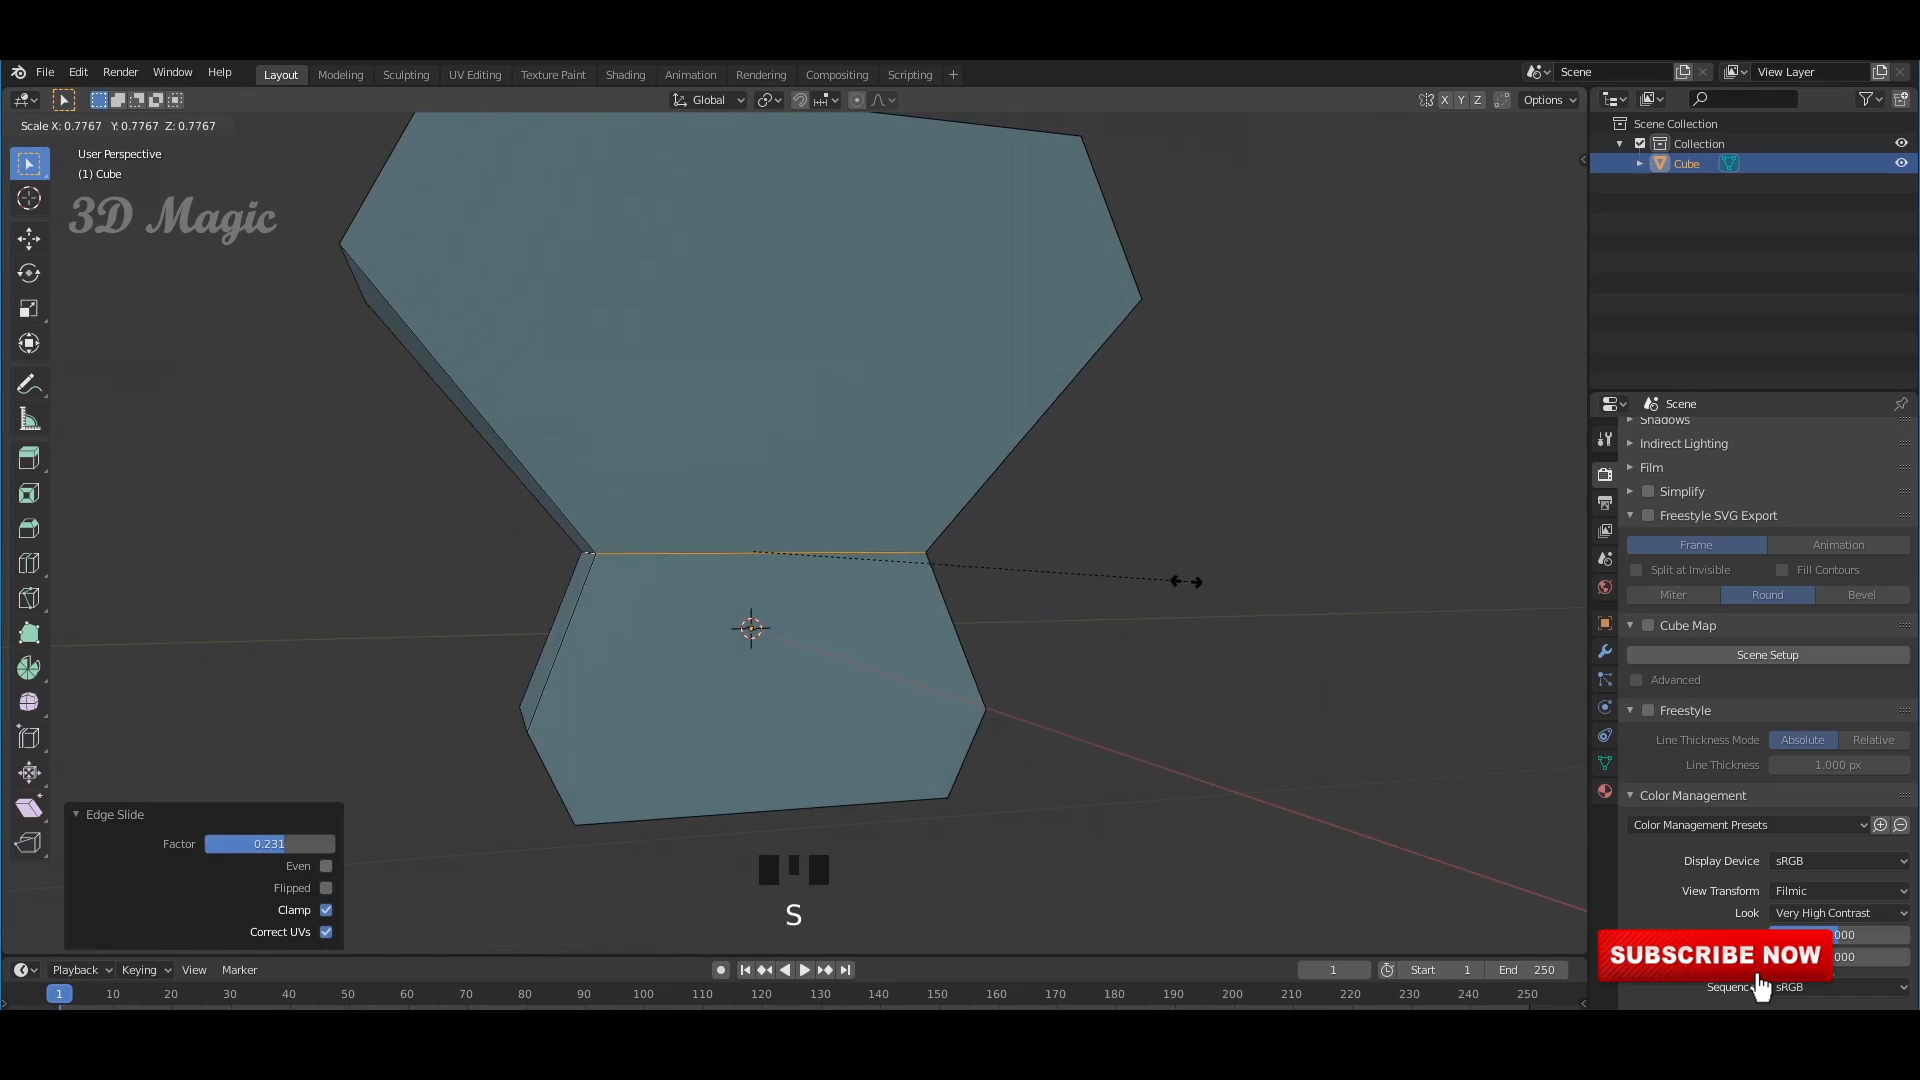 File Edit Render Window Help Layout Modeling Sculpting UV Editing Texture Paint Shading Animation Rendering Compositing Scripting + Scene View Layer
Global X Y Z Options
Scale X: 0.7767 Y: 0.7767 Z: 0.7767
User Perspective
(1) Cube
3D Magic
Scene Collection
Collection
Cube
Scene
Shadows
Indirect Lighting
Film
Simplify
Freestyle SVG Export
Frame Animation
Split at Invisible Fill Contours
Miter Round Bevel
Cube Map
Scene Setup
Advanced
Freestyle
Line Thickness Mode Absolute Relative
Line Thickness 1.000 px
Color Management
Color Management Presets
Display Device sRGB
View Transform Filmic
Look Very High Contrast
000
SUBSCRIBE NOW
000
Sequenc sRGB
Edge Slide
Factor 0.231
Even
Flipped
Clamp
Correct UVs
S
Playback Keying View Marker 1 Start 1 End 250
1 10 20 30 40 50 60 70 80 90 100 110 120 130 140 150 160 170 180 190 200 210 220 230 240 250